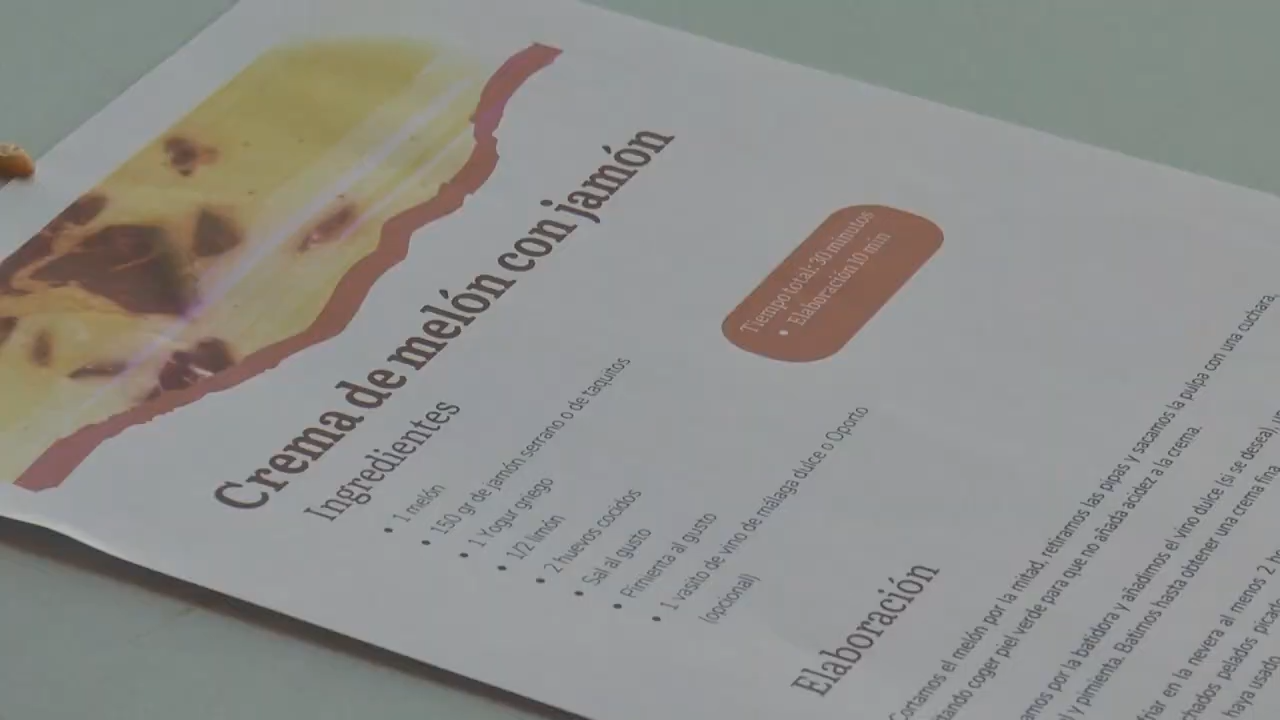 Crema de melón con jamón
Tiempo total: 30 minutos
• Elaboración 10 min
Ingredientes
• 1 melón
• 150 gr de jamón serrano o de taquitos
• 1 Yogur griego
• 1/2 limón
• 2 huevos cocidos
• Sal al gusto
• Pimienta al gusto
• 1 vasito de vino de málaga dulce o Oporto
(opcional)
Elaboración
Cortamos el melón por la mitad, retiramos las pipas y sacamos la pulpa con una cuchara,
coger piel verde para que no añada acidez a la crema.
por la batidora y añadimos el vino dulce (si se desea)
y pimienta. Batimos hasta obtener una crema fina
en la nevera al menos 2
pelados
haya usado